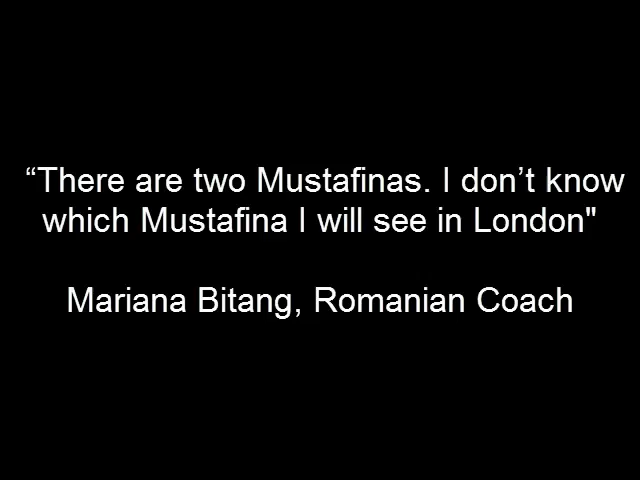 “There are two Mustafinas. I don’t know
which Mustafina I will see in London"
Mariana Bitang, Romanian Coach